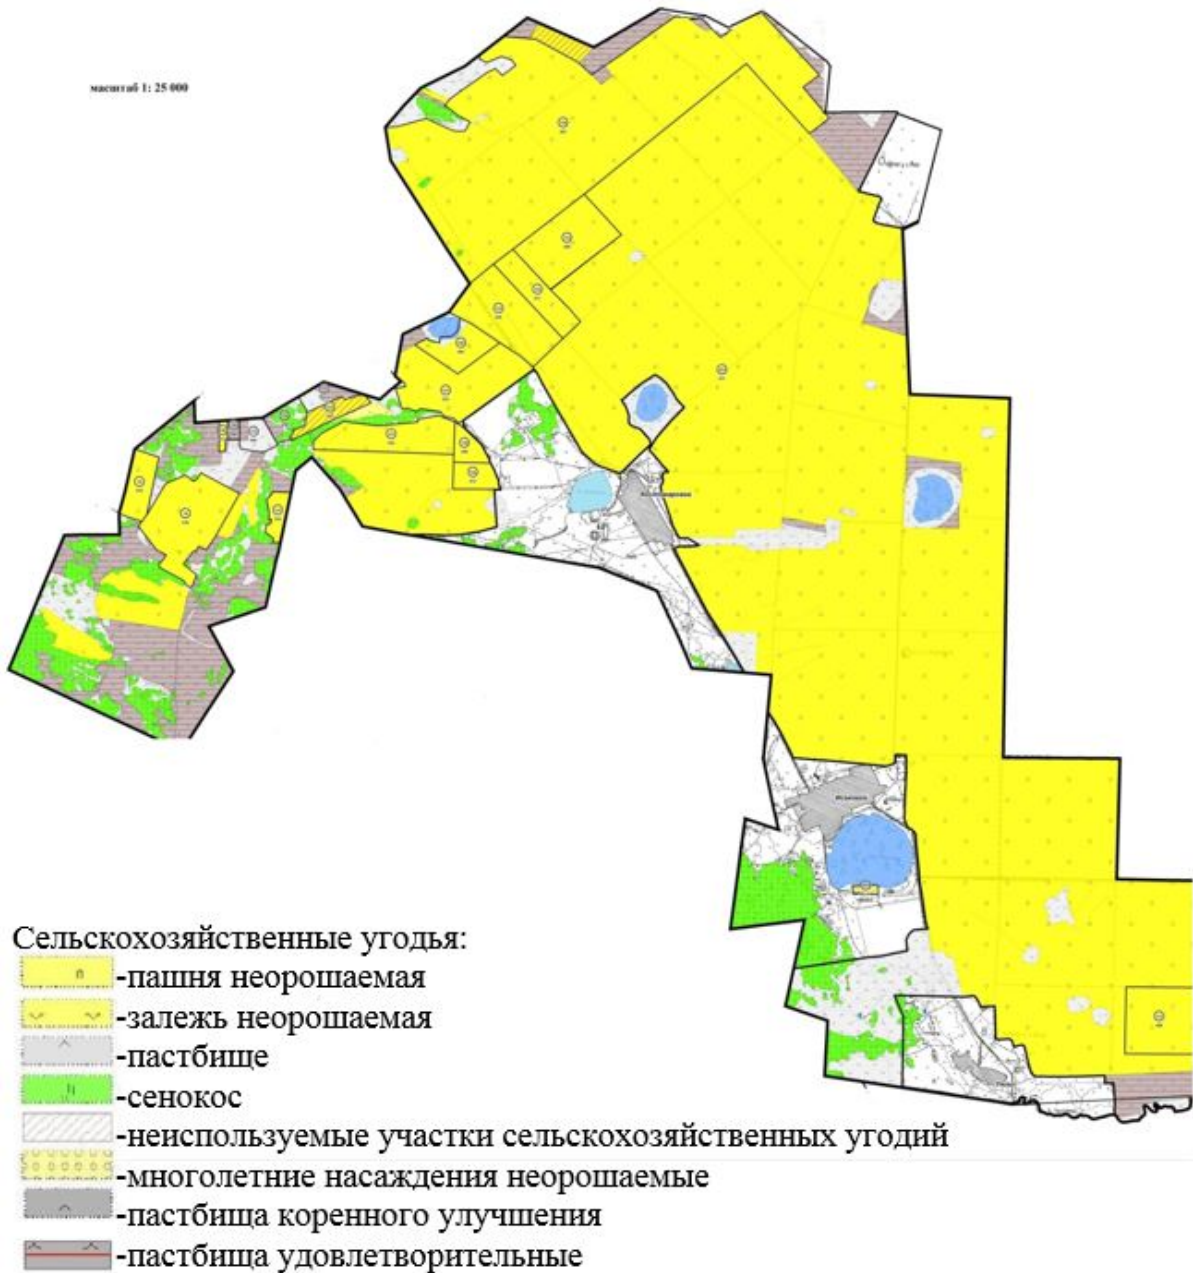 масштаб 1: 25 000
Сельскохозяйственные угодья:
-пашня неорошаемая
-залежь неорошаемая
-пастбище
-сенокос
-неиспользуемые участки сельскохозяйственных угодий
-многолетние насаждения неорошаемые
-пастбища коренного улучшения
-пастбища удовлетворительные